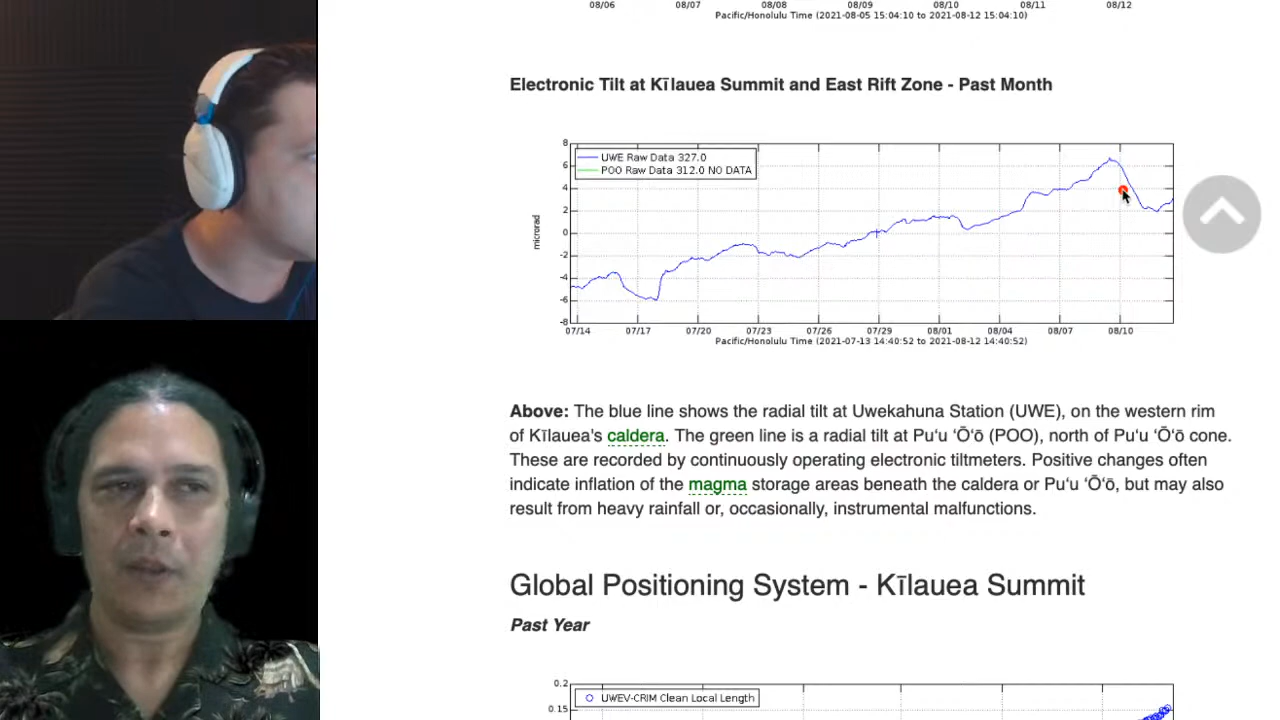 08/06 08/07 08/08 08/09 08/10 08/11 08/12
Pacific/Honolulu Time (2021-08-05 15:04:10 to 2021-08-12 15:04:10)
Electronic Tilt at Kīlauea Summit and East Rift Zone - Past Month
8
6
4
2
0
-2
-4
-6
-8
microrad
UWE Raw Data 327.0
POO Raw Data 312.0 NO DATA
07/14 07/17 07/20 07/23 07/26 07/29 08/01 08/04 08/07 08/10
Pacific/Honolulu Time (2021-07-13 14:40:52 to 2021-08-12 14:40:52)
Above: The blue line shows the radial tilt at Uwekahuna Station (UWE), on the western rim
of Kīlauea's caldera. The green line is a radial tilt at Puʻu ʻŌʻō (POO), north of Puʻu ʻŌʻō cone.
These are recorded by continuously operating electronic tiltmeters. Positive changes often
indicate inflation of the magma storage areas beneath the caldera or Puʻu ʻŌʻō, but may also
result from heavy rainfall or, occasionally, instrumental malfunctions.
Global Positioning System - Kīlauea Summit
Past Year
0.2
0.15
UWEV-CRIM Clean Local Length